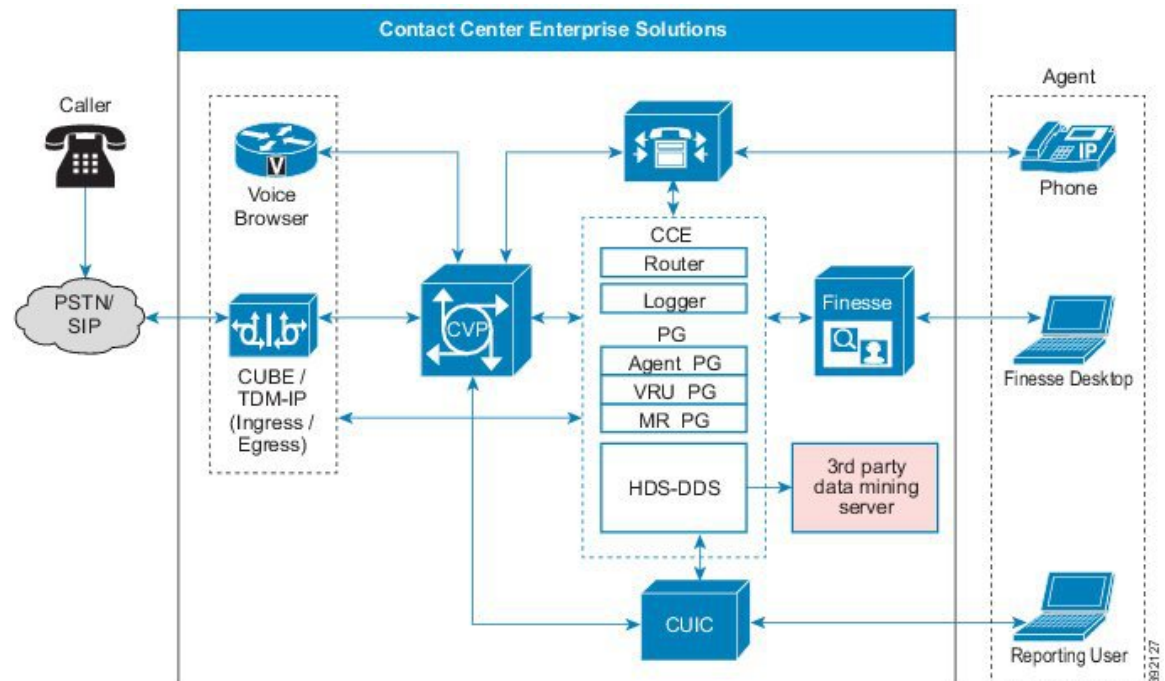 Contact Center Enterprise Solutions
Agent
Caller
IP
Phone
V
Voice
Browser
CCE
Router
Logger
PG
Agent PG
VRU PG
MR PG
HDS-DDS
PSTN/
SIP
CVP
Finesse
Finesse Desktop
CUBE /
TDM-IP
(Ingress /
Egress)
3rd party
data mining
server
CUIC
Reporting User
392127